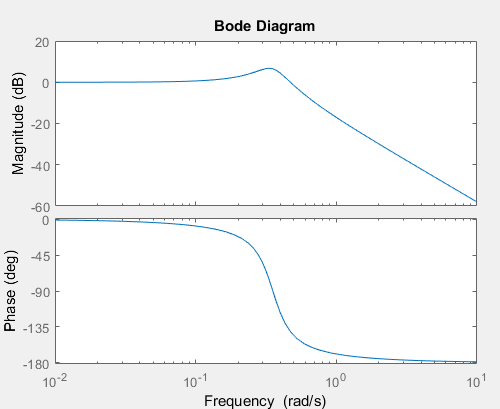 Bode Diagram
Magnitude (dB)
20
0
-20
-40
-60
Phase (deg)
0
-45
-90
-135
-180
10^-2 10^-1 10^0 10^1
Frequency (rad/s)